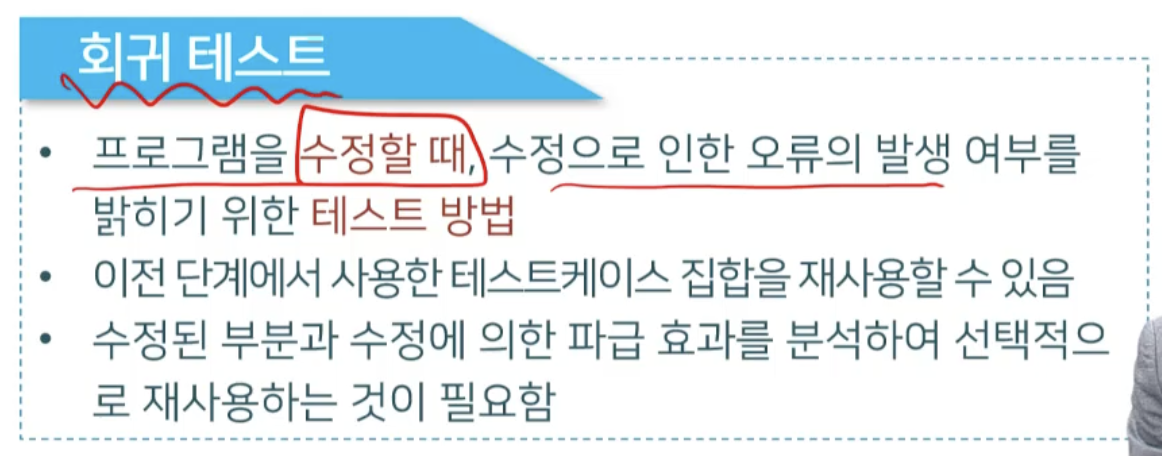 회귀 테스트
• 프로그램을 수정할 때, 수정으로 인한 오류의 발생 여부를
밝히기 위한 테스트 방법
• 이전 단계에서 사용한 테스트케이스 집합을 재사용할 수 있음
• 수정된 부분과 수정에 의한 파급 효과를 분석하여 선택적으
로 재사용하는 것이 필요함